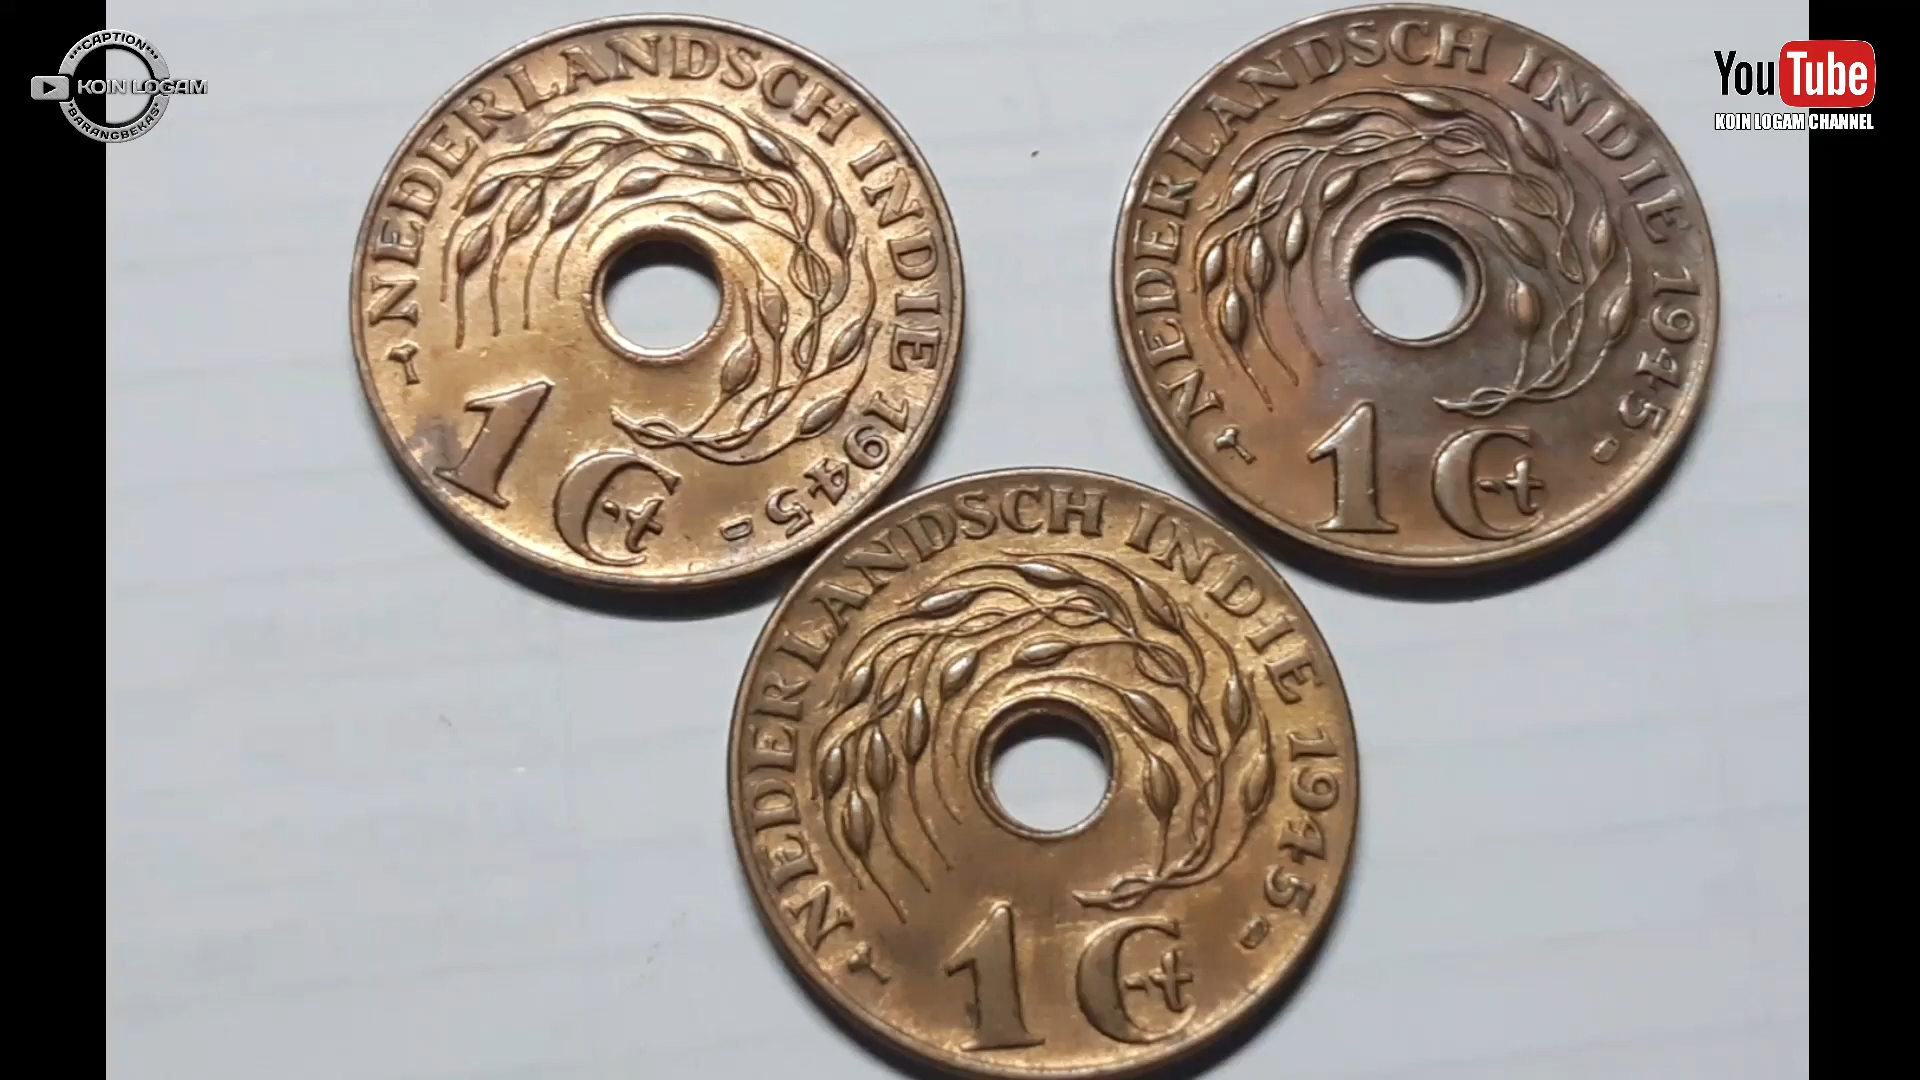 CAPTION
KOIN LOGAM
BARANGBEKAS
YouTube
KOIN LOGAM CHANNEL
NEDERLANDSCH INDIE 1945
1 Ct
NEDERLANDSCH INDIE 1945
1 Ct
NEDERLANDSCH INDIE 1945
1 Ct